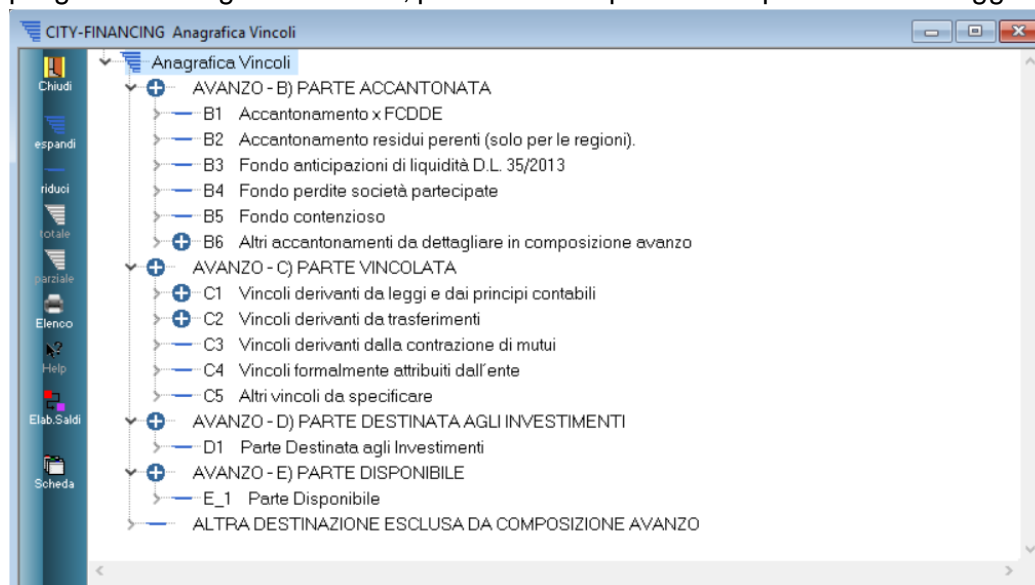 CITY-FINANCING Anagrafica Vincoli
Chiudi
espandi
riduci
totale
parziale
Elenco
Help
Elab.Saldi
Scheda
Anagrafica Vincoli
AVANZO - B) PARTE ACCANTONATA
B1 Accantonamento x FCDDE
B2 Accantonamento residui perenti (solo per le regioni).
B3 Fondo anticipazioni di liquidità D.L. 35/2013
B4 Fondo perdite società partecipate
B5 Fondo contenzioso
B6 Altri accantonamenti da dettagliare in composizione avanzo
AVANZO - C) PARTE VINCOLATA
C1 Vincoli derivanti da leggi e dai principi contabili
C2 Vincoli derivanti da trasferimenti
C3 Vincoli derivanti dalla contrazione di mutui
C4 Vincoli formalmente attribuiti dall'ente
C5 Altri vincoli da specificare
AVANZO - D) PARTE DESTINATA AGLI INVESTIMENTI
D1 Parte Destinata agli Investimenti
AVANZO - E) PARTE DISPONIBILE
E_1 Parte Disponibile
ALTRA DESTINAZIONE ESCLUSA DA COMPOSIZIONE AVANZO